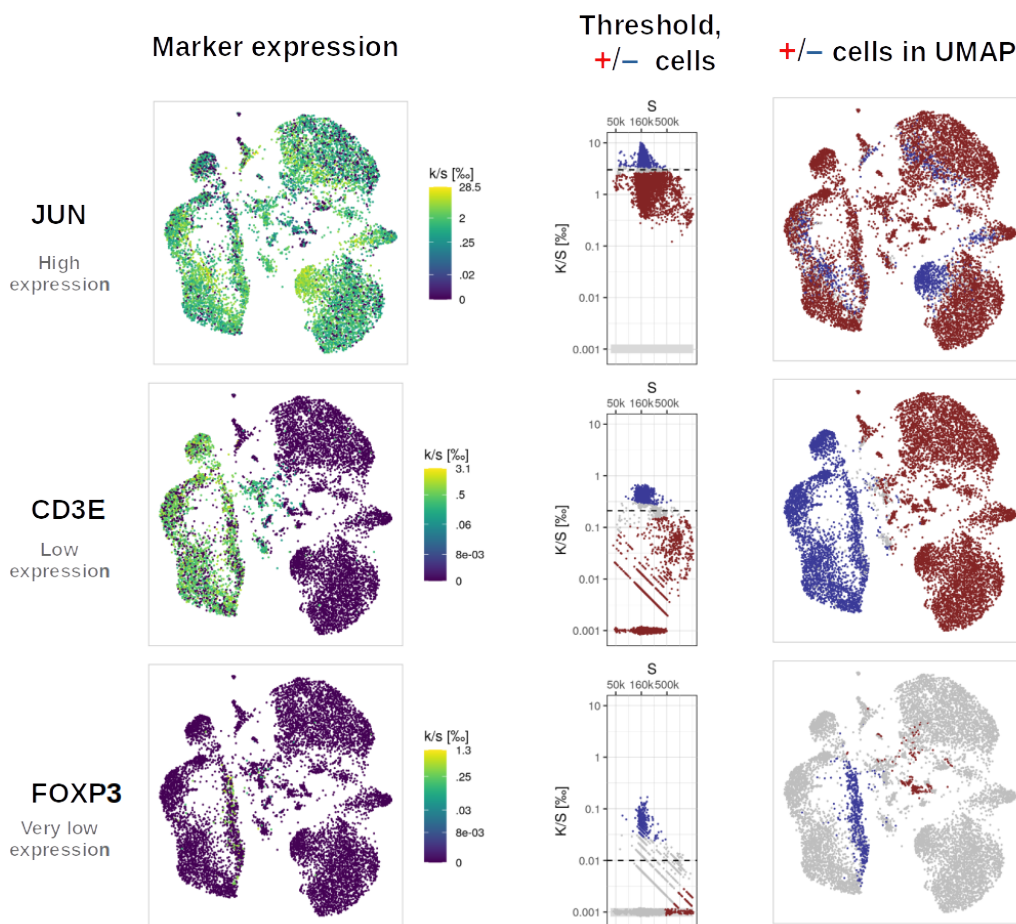 Marker expression
Threshold,
+/− cells
+/− cells in UMAP
JUN
High
expression
k/s [‰]
28.5
2
.25
.02
0
S
50k 160k 500k
K/S [‰]
10
1
0.1
0.01
0.001
CD3E
Low
expression
k/s [‰]
3.1
.5
.06
8e-03
0
S
50k 160k 500k
K/S [‰]
10
1
0.1
0.01
0.001
FOXP3
Very low
expression
k/s [‰]
1.3
.25
.03
8e-03
0
S
50k 160k 500k
K/S [‰]
10
1
0.1
0.01
0.001